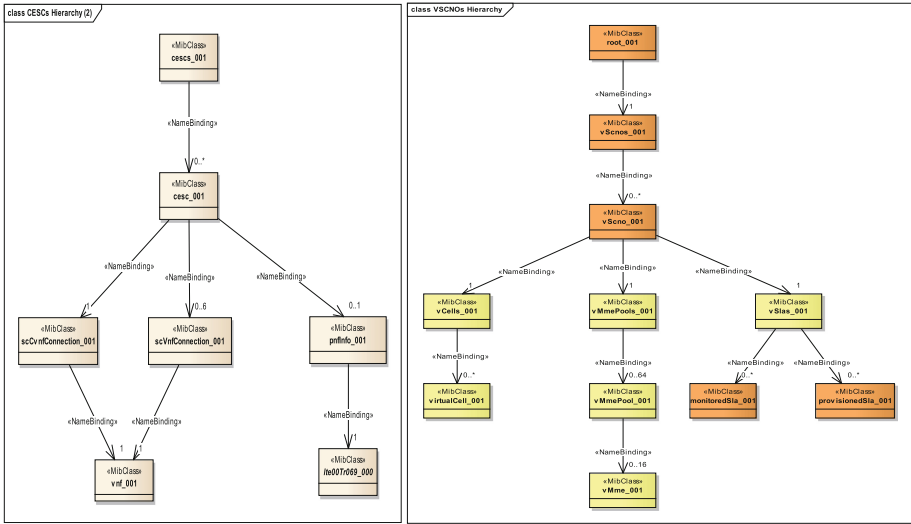 class CESCs Hierarchy (2)
«MibClass»
cescs_001
«NameBinding»
0..*
«MibClass»
cesc_001
«NameBinding»
«NameBinding»
«NameBinding»
1
0..6
0..1
«MibClass»
scCvnfConnection_001
«MibClass»
scVnfConnection_001
«MibClass»
pnfInfo_001
«NameBinding»
«NameBinding»
«NameBinding»
1
1
1
«MibClass»
vnf_001
«MibClass»
lte00Tr069_000
class VSCNOs Hierarchy
«MibClass»
root_001
«NameBinding»
1
«MibClass»
vScnos_001
«NameBinding»
0..*
«MibClass»
vScno_001
«NameBinding»
«NameBinding»
«NameBinding»
1
1
1
«MibClass»
vCells_001
«MibClass»
vMmePools_001
«MibClass»
vSlas_001
«NameBinding»
«NameBinding»
«NameBinding»
«NameBinding»
0..*
0..64
0..*
0..*
«MibClass»
virtualCell_001
«MibClass»
vMmePool_001
«MibClass»
monitoredSla_001
«MibClass»
provisionedSla_001
«NameBinding»
0..16
«MibClass»
vMme_001